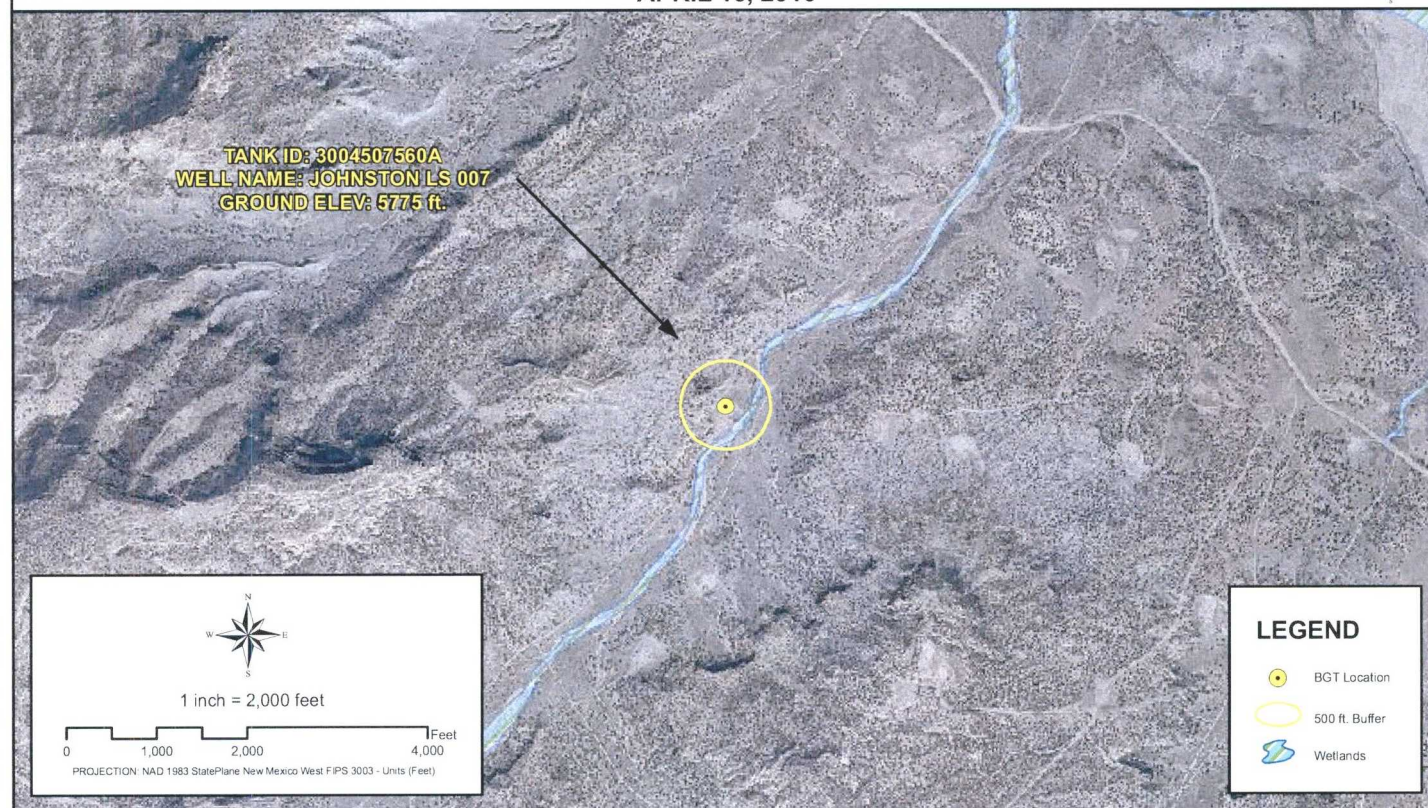 TANK ID: 3004507560A
WELL NAME: JOHNSTON LS 007
GROUND ELEV: 5775 ft.
N
W E
S
1 inch = 2,000 feet
Feet
0 1,000 2,000 4,000
PROJECTION: NAD 1983 StatePlane New Mexico West FIPS 3003 - Units (Feet)
LEGEND
BGT Location
500 ft. Buffer
Wetlands